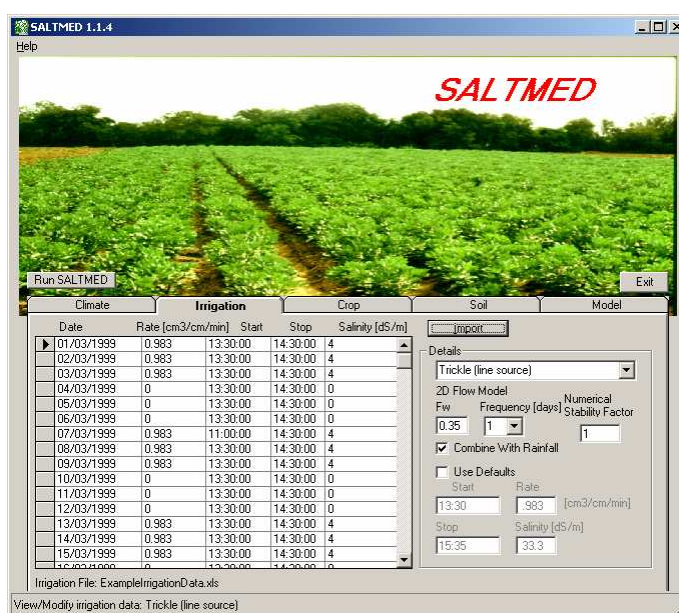 SALTMED 1.1.4
Help
SALTMED
Run SALTMED
Exit
Climate Irrigation Crop Soil Model
Date Rate [cm3/cm/min] Start Stop Salinity [dS/m]
01/03/1999 0.983 13:30:00 14:30:00 4
02/03/1999 0.983 13:30:00 14:30:00 4
03/03/1999 0.983 13:30:00 14:30:00 4
04/03/1999 0 13:30:00 14:30:00 0
05/03/1999 0 13:30:00 14:30:00 0
06/03/1999 0 13:30:00 14:30:00 0
07/03/1999 0.983 11:00:00 14:30:00 4
08/03/1999 0.983 13:30:00 14:30:00 4
09/03/1999 0.983 13:30:00 14:30:00 4
10/03/1999 0 13:30:00 14:30:00 0
11/03/1999 0 13:30:00 14:30:00 0
12/03/1999 0 13:30:00 14:30:00 0
13/03/1999 0.983 13:30:00 14:30:00 4
14/03/1999 0.983 13:30:00 14:30:00 4
15/03/1999 0.983 13:30:00 14:30:00 4
Irrigation File: ExampleIrrigationData.xls
Import
Details
Trickle (line source)
2D Flow Model
Fw Frequency [days] Numerical Stability Factor
0.35 1 1
Combine With Rainfall
Use Defaults
Start Rate
13:30 .983 [cm3/cm/min]
Stop Salinity [dS/m]
15:35 33.3
View/Modify irrigation data: Trickle (line source)